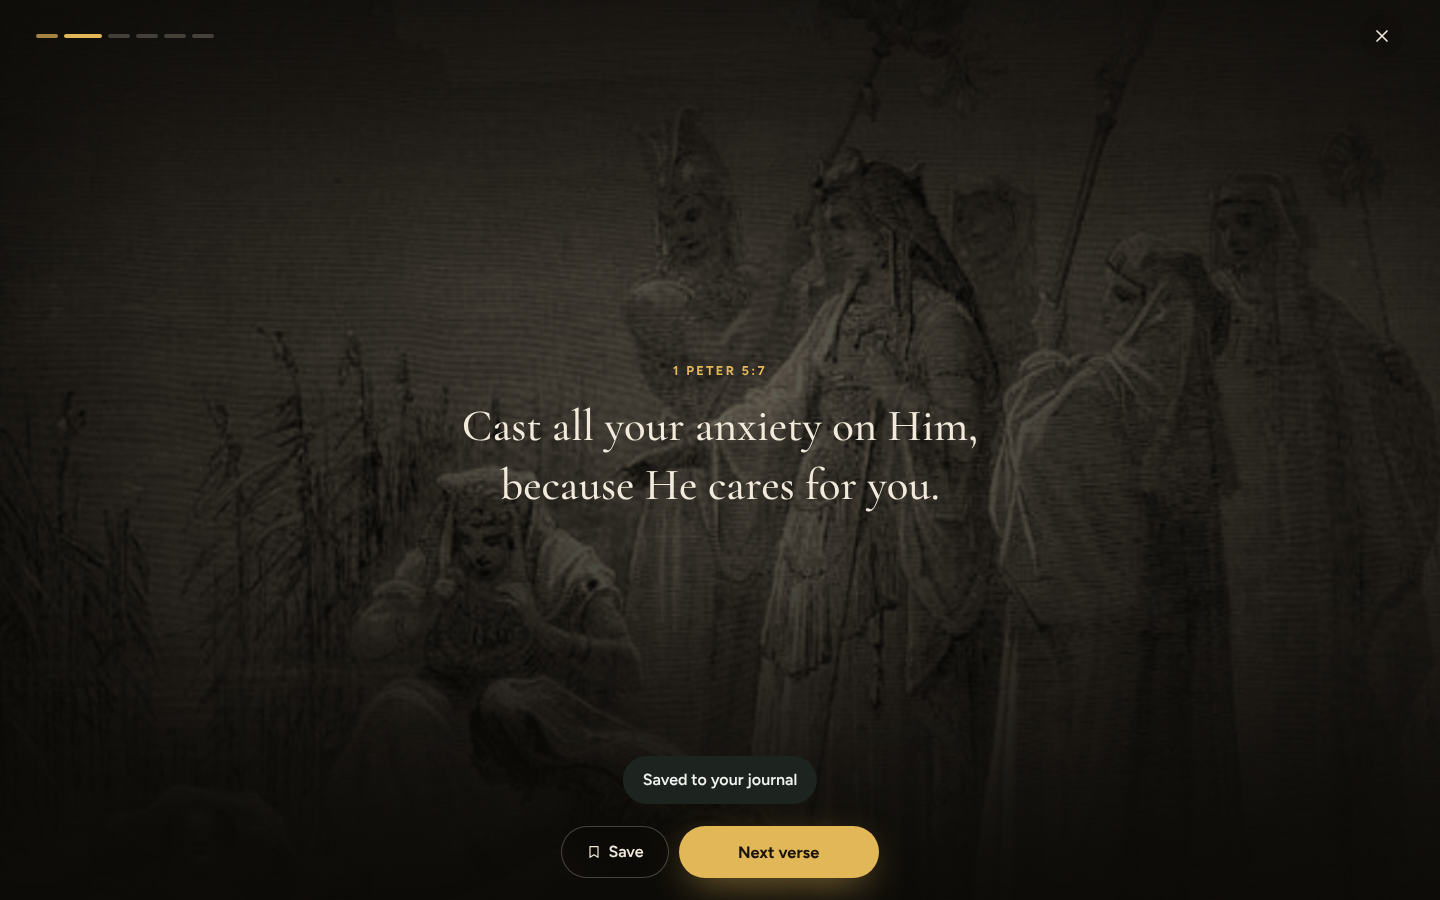 1 PETER 5:7
Cast all your anxiety on Him,
because He cares for you.
Saved to your journal
Save
Next verse